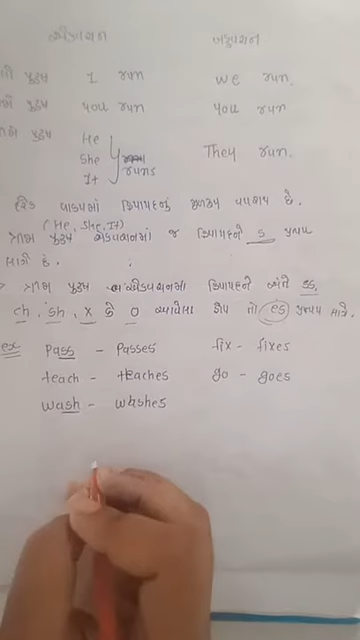 એકવચન બહુવચન
પુરુષ I run We run.
પુરુષ You run You run
પુરુષ He
She runs They run.
It
દરેક વાક્યમાં ક્રિયાપદનું મૂળરૂપ વપરાય છે.
(He, She, It)
ત્રીજા પુરુષ એકવચનમાં જ ક્રિયાપદને s પ્રત્યય
લાગે છે.
ત્રીજા પુરુષ એકવચનમાં ક્રિયાપદને અંતે ss,
ch, sh, x કે o આવેલા હોય તો es પ્રત્યય લાગે.
ex Pass - Passes fix - fixes
teach - teaches go - goes
wash - washes